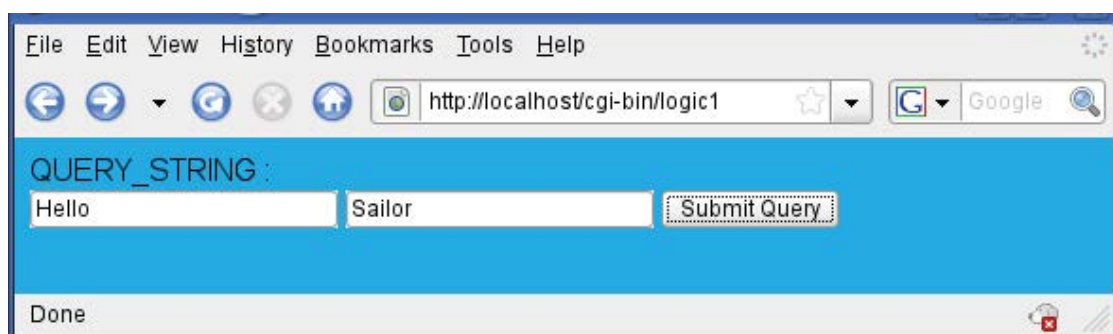 File Edit View History Bookmarks Tools Help
http://localhost/cgi-bin/logic1 G Google
QUERY_STRING :
Hello Sailor Submit Query
Done